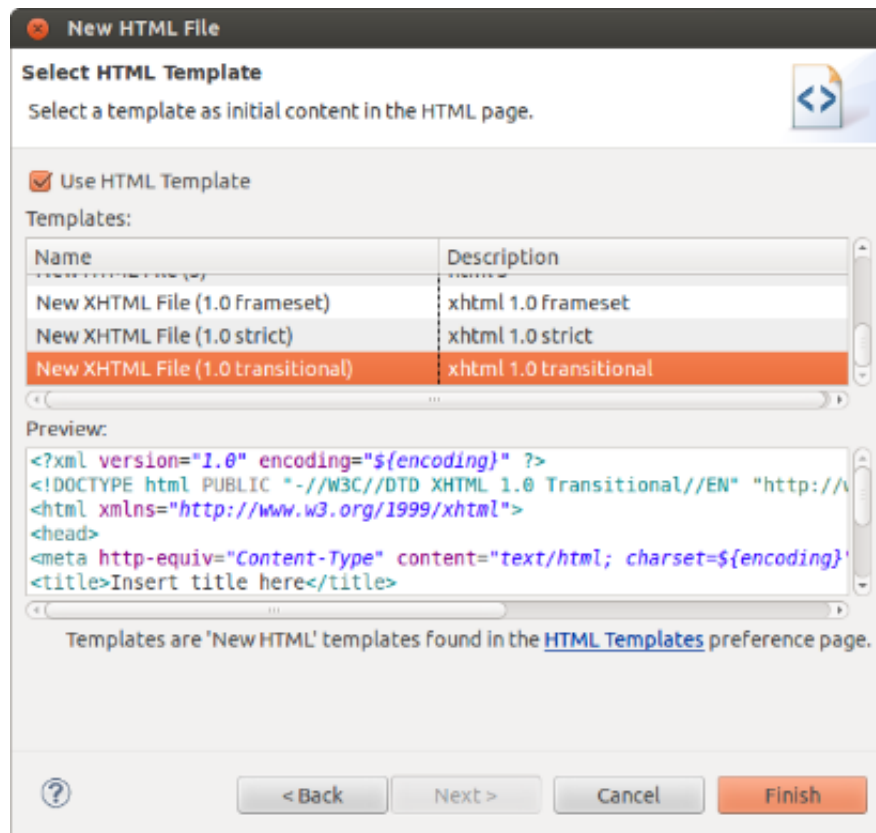 New HTML File
Select HTML Template
Select a template as initial content in the HTML page.
Use HTML Template
Templates:
Name Description
New XHTML File (1.0 frameset) xhtml 1.0 frameset
New XHTML File (1.0 strict) xhtml 1.0 strict
New XHTML File (1.0 transitional) xhtml 1.0 transitional
Preview:
<?xml version="1.0" encoding="${encoding}" ?>
<!DOCTYPE html PUBLIC "-//W3C//DTD XHTML 1.0 Transitional//EN" "http://
<html xmlns="http://www.w3.org/1999/xhtml">
<head>
<meta http-equiv="Content-Type" content="text/html; charset=${encoding}"
<title>Insert title here</title>
Templates are 'New HTML' templates found in the HTML Templates preference page.
< Back Next > Cancel Finish